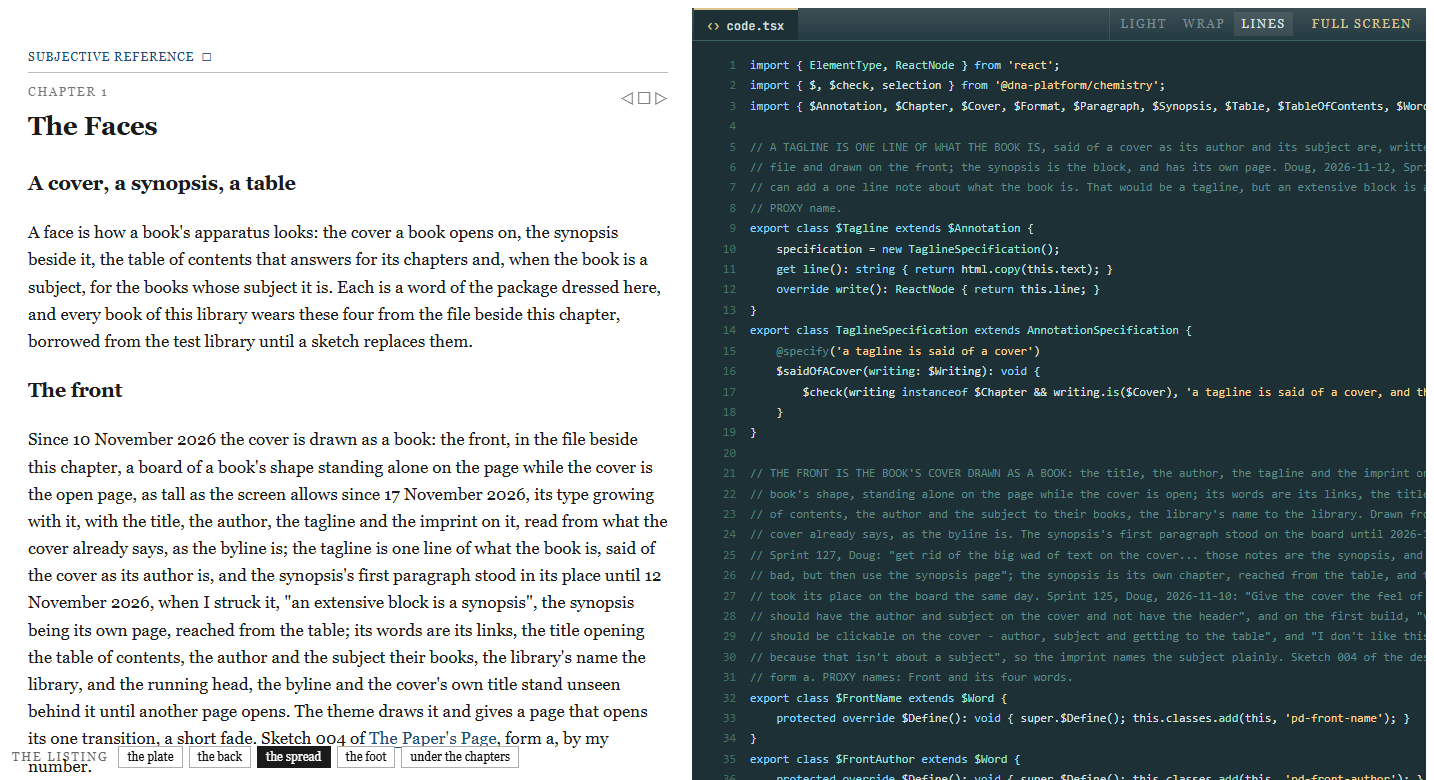 SUBJECTIVE REFERENCE
CHAPTER 1
The Faces
A cover, a synopsis, a table
A face is how a book's apparatus looks: the cover a book opens on, the synopsis
beside it, the table of contents that answers for its chapters and, when the book is a
subject, for the books whose subject it is. Each is a word of the package dressed here,
and every book of this library wears these four from the file beside this chapter,
borrowed from the test library until a sketch replaces them.
The front
Since 10 November 2026 the cover is drawn as a book: the front, in the file beside
this chapter, a board of a book's shape standing alone on the page while the cover is
the open page, as tall as the screen allows since 17 November 2026, its type growing
with it, with the title, the author, the tagline and the imprint on it, read from what the
cover already says, as the byline is; the tagline is one line of what the book is, said of
the cover as its author is, and the synopsis's first paragraph stood in its place until 12
November 2026, when I struck it, "an extensive block is a synopsis", the synopsis
being its own page, reached from the table; its words are its links, the title opening
the table of contents, the author and the subject their books, the library's name the
library, and the running head, the byline and the cover's own title stand unseen
behind it until another page opens. The theme draws it and gives a page that opens
its one transition, a short fade. Sketch 004 of The Paper's Page, form a, by my
number.
THE LISTING the plate the back the spread the foot under the chapters
<> code.tsx LIGHT WRAP LINES FULL SCREEN
1 import { ElementType, ReactNode } from 'react';
2 import { $, $check, selection } from '@dna-platform/chemistry';
3 import { $Annotation, $Chapter, $Cover, $Format, $Paragraph, $Synopsis, $Table, $TableOfContents, $Wor
4
5 // A TAGLINE IS ONE LINE OF WHAT THE BOOK IS, said of a cover as its author and its subject are, writte
6 // file and drawn on the front; the synopsis is the block, and has its own page. Doug, 2026-11-12, Spri
7 // can add a one line note about what the book is. That would be a tagline, but an extensive block is a
8 // PROXY name.
9 export class $Tagline extends $Annotation {
10 specification = new TaglineSpecification();
11 get line(): string { return html.copy(this.text); }
12 override write(): ReactNode { return this.line; }
13 }
14 export class TaglineSpecification extends AnnotationSpecification {
15 @specify('a tagline is said of a cover')
16 $saidOfACover(writing: $Writing): void {
17 $check(writing instanceof $Chapter && writing.is($Cover), 'a tagline is said of a cover, and th
18 }
19 }
20
21 // THE FRONT IS THE BOOK'S COVER DRAWN AS A BOOK: the title, the author, the tagline and the imprint on
22 // book's shape, standing alone on the page while the cover is open; its words are its links, the title
23 // of contents, the author and the subject to their books, the library's name to the library. Drawn fro
24 // cover already says, as the byline is. The synopsis's first paragraph stood on the board until 2026-1
25 // Sprint 127, Doug: "get rid of the big wad of text on the cover... those notes are the synopsis, and
26 // bad, but then use the synopsis page"; the synopsis is its own chapter, reached from the table, and t
27 // took its place on the board the same day. Sprint 125, Doug, 2026-11-10: "Give the cover the feel of
28 // should have the author and subject on the cover and not have the header", and on the first build, "v
29 // should be clickable on the cover - author, subject and getting to the table", and "I don't like this
30 // because that isn't about a subject", so the imprint names the subject plainly. Sketch 004 of the des
31 // form a. PROXY names: Front and its four words.
32 export class $FrontName extends $Word {
33 protected override $Define(): void { super.$Define(); this.classes.add(this, 'pd-front-name'); }
34 }
35 export class $FrontAuthor extends $Word {